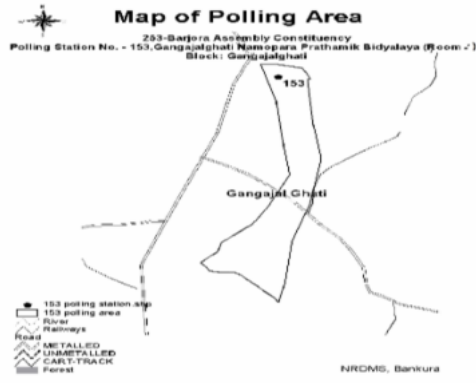 Map of Polling Area
253-Barjora Assembly Constituency
Polling Station No. - 153,Gangajalghati Namopara Prathamik Bidyalaya (Room
Block: Gangajalghati
153
Gangajal Ghati
153 polling station.shp
153 polling area
River
Railways
Road
METALLED
UNMETALLED
CART-TRACK
Forest
NRDMS, Bankura